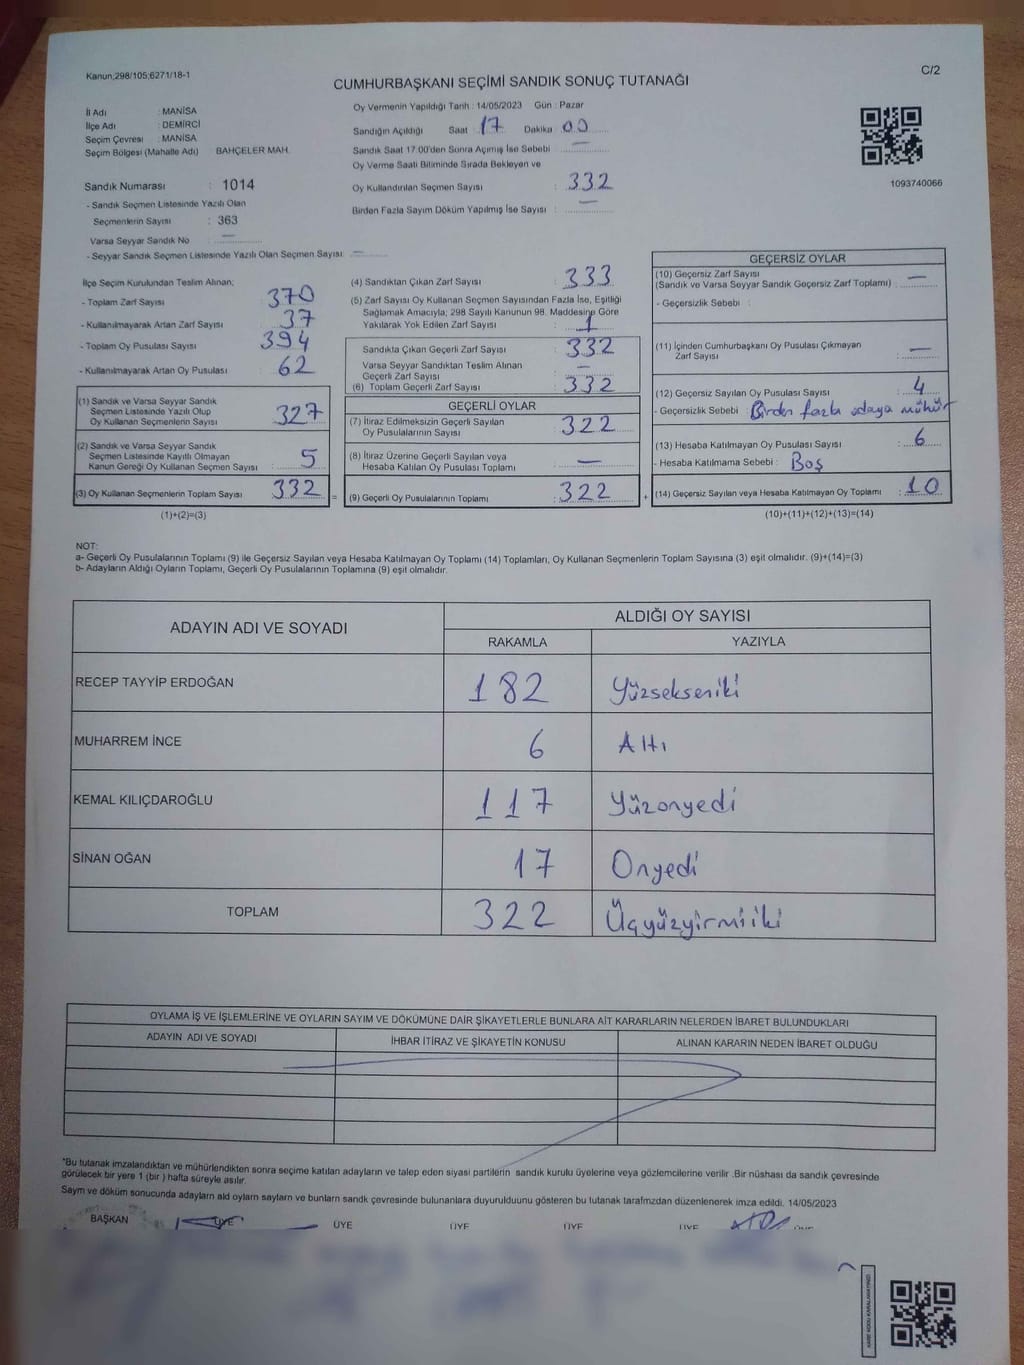 Kanun;298/105;6271/18-1
C/2
CUMHURBAŞKANI SEÇİMİ SANDIK SONUÇ TUTANAĞI
İl Adı : MANİSA
İlçe Adı : DEMİRCİ
Seçim Çevresi : MANİSA
Seçim Bölgesi (Mahalle Adı) BAHÇELER MAH.
Oy Vermenin Yapıldığı Tarih : 14/05/2023 Gün : Pazar
Sandığın Açıldığı Saat : 17 Dakika 00
Sandık Saat 17:00'den Sonra Açımış İse Sebebi : —
Oy Verme Saati Bitiminde Sırada Bekleyen ve
Oy Kullandırılan Seçmen Sayısı : 332
Birden Fazla Sayım Döküm Yapılmış İse Sayısı : —
1093740066
Sandık Numarası : 1014
- Sandık Seçmen Listesinde Yazılı Olan
Seçmenlerin Sayısı : 363
Varsa Seyyar Sandık No : —
- Seyyar Sandık Seçmen Listesinde Yazılı Olan Seçmen Sayısı: —
İlçe Seçim Kurulundan Teslim Alınan;
- Toplam Zarf Sayısı : 370
- Kullanılmayarak Artan Zarf Sayısı : 37
- Toplam Oy Pusulası Sayısı : 394
- Kullanılmayarak Artan Oy Pusulası : 62
(1) Sandık ve Varsa Seyyar Sandık
Seçmen Listesinde Yazılı Olup
Oy Kullanan Seçmenlerin Sayısı : 327
(2) Sandık ve Varsa Seyyar Sandık
Seçmen Listesinde Kayıtlı Olmayan
Kanun Gereği Oy Kullanan Seçmen Sayısı : 5
(3) Oy Kullanan Seçmenlerin Toplam Sayısı : 332 =
(1)+(2)=(3)
(4) Sandıktan Çıkan Zarf Sayısı : 333
(5) Zarf Sayısı Oy Kullanan Seçmen Sayısından Fazla İse, Eşitliği
Sağlamak Amacıyla; 298 Sayılı Kanunun 98. Maddesine Göre
Yakılarak Yok Edilen Zarf Sayısı : 1
Sandıkta Çıkan Geçerli Zarf Sayısı : 332
Varsa Seyyar Sandıktan Teslim Alınan
Geçerli Zarf Sayısı : —
(6) Toplam Geçerli Zarf Sayısı : 332
GEÇERLİ OYLAR
(7) İtiraz Edilmeksizin Geçerli Sayılan
Oy Pusulalarının Sayısı : 322
(8) İtiraz Üzerine Geçerli Sayılan veya
Hesaba Katılan Oy Pusulası Toplamı : —
(9) Geçerli Oy Pusulalarının Toplamı : 322 +
GEÇERSİZ OYLAR
(10) Geçersiz Zarf Sayısı
(Sandık ve Varsa Seyyar Sandık Geçersiz Zarf Toplamı) : —
- Geçersizlik Sebebi :
(11) İçinden Cumhurbaşkanı Oy Pusulası Çıkmayan
Zarf Sayısı : —
(12) Geçersiz Sayılan Oy Pusulası Sayısı : 4
- Geçersizlik Sebebi : Birden fazla adaya mühür
(13) Hesaba Katılmayan Oy Pusulası Sayısı : 6
- Hesaba Katılmama Sebebi : Boş
(14) Geçersiz Sayılan veya Hesaba Katılmayan Oy Toplamı : 10
(10)+(11)+(12)+(13)=(14)
NOT:
a- Geçerli Oy Pusulalarının Toplamı (9) ile Geçersiz Sayılan veya Hesaba Katılmayan Oy Toplamı (14) Toplamları, Oy Kullanan Seçmenlerin Toplam Sayısına (3) eşit olmalıdır. (9)+(14)=(3)
b- Adayların Aldığı Oyların Toplamı, Geçerli Oy Pusulalarının Toplamına (9) eşit olmalıdır.
ADAYIN ADI VE SOYADI ALDIĞI OY SAYISI
RAKAMLA YAZIYLA
RECEP TAYYİP ERDOĞAN 182 Yüzsekseniki
MUHARREM İNCE 6 Altı
KEMAL KILIÇDAROĞLU 117 Yüzonyedi
SİNAN OĞAN 17 Onyedi
TOPLAM 322 Üçyüzyirmiiki
OYLAMA İŞ VE İŞLEMLERİNE VE OYLARIN SAYIM VE DÖKÜMÜNE DAİR ŞİKAYETLERLE BUNLARA AİT KARARLARIN NELERDEN İBARET BULUNDUKLARI
ADAYIN ADI VE SOYADI İHBAR İTİRAZ VE ŞİKAYETİN KONUSU ALINAN KARARIN NEDEN İBARET OLDUĞU
*Bu tutanak imzalandıktan ve mühürlendikten sonra seçime katılan adayların ve talep eden siyasi partilerin sandık kurulu üyelerine veya gözlemcilerine verilir .Bir nüshası da sandık çevresinde
görülecek bir yere 1 (bir ) hafta süreyle asılır.
Sayım ve döküm sonucunda adayların ald oyların sayları ve bunların sandk çevresinde bulunanlara duyurulduunu gösteren bu tutanak tarafmzdan düzenlenerek imza edildi. 14/05/2023
BAŞKAN ÜYE ÜYE ÜYE ÜYE ÜYE